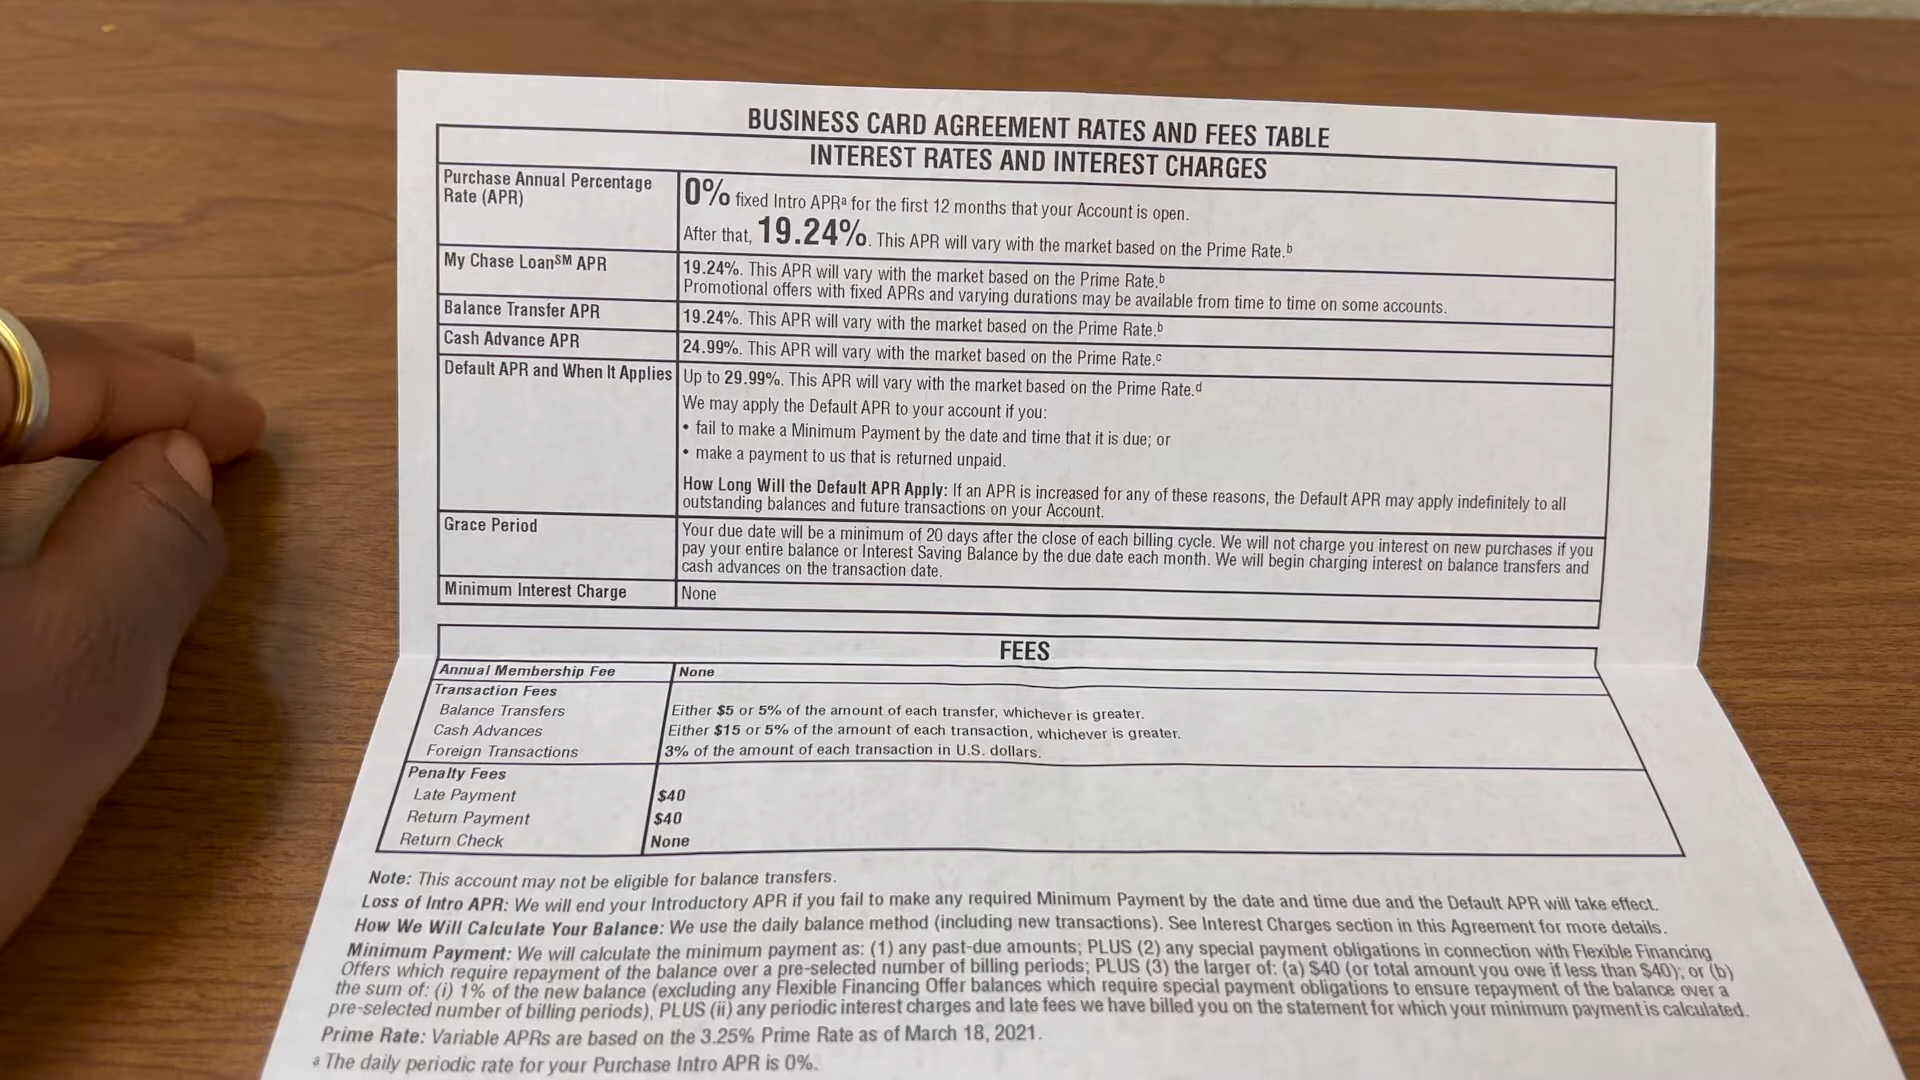 BUSINESS CARD AGREEMENT RATES AND FEES TABLE
INTEREST RATES AND INTEREST CHARGES
Purchase Annual Percentage
Rate (APR)
0% fixed Intro APRᵃ for the first 12 months that your Account is open.
After that, 19.24%. This APR will vary with the market based on the Prime Rate.ᵇ
My Chase Loan℠ APR
19.24%. This APR will vary with the market based on the Prime Rate.ᵇ
Promotional offers with fixed APRs and varying durations may be available from time to time on some accounts.
Balance Transfer APR
19.24%. This APR will vary with the market based on the Prime Rate.ᵇ
Cash Advance APR
24.99%. This APR will vary with the market based on the Prime Rate.ᶜ
Default APR and When It Applies
Up to 29.99%. This APR will vary with the market based on the Prime Rate.ᵈ
We may apply the Default APR to your account if you:
• fail to make a Minimum Payment by the date and time that it is due; or
• make a payment to us that is returned unpaid.
How Long Will the Default APR Apply: If an APR is increased for any of these reasons, the Default APR may apply indefinitely to all
outstanding balances and future transactions on your Account.
Grace Period
Your due date will be a minimum of 20 days after the close of each billing cycle. We will not charge you interest on new purchases if you
pay your entire balance or Interest Saving Balance by the due date each month. We will begin charging interest on balance transfers and
cash advances on the transaction date.
Minimum Interest Charge
None
FEES
Annual Membership Fee
None
Transaction Fees
Balance Transfers
Either $5 or 5% of the amount of each transfer, whichever is greater.
Cash Advances
Either $15 or 5% of the amount of each transaction, whichever is greater.
Foreign Transactions
3% of the amount of each transaction in U.S. dollars.
Penalty Fees
Late Payment
$40
Return Payment
$40
Return Check
None
Note: This account may not be eligible for balance transfers.
Loss of Intro APR: We will end your Introductory APR if you fail to make any required Minimum Payment by the date and time due and the Default APR will take effect.
How We Will Calculate Your Balance: We use the daily balance method (including new transactions). See Interest Charges section in this Agreement for more details.
Minimum Payment: We will calculate the minimum payment as: (1) any past-due amounts; PLUS (2) any special payment obligations in connection with Flexible Financing
Offers which require repayment of the balance over a pre-selected number of billing periods; PLUS (3) the larger of: (a) $40 (or total amount you owe if less than $40); or (b)
the sum of: (i) 1% of the new balance (excluding any Flexible Financing Offer balances which require special payment obligations to ensure repayment of the balance over a
pre-selected number of billing periods), PLUS (ii) any periodic interest charges and late fees we have billed you on the statement for which your minimum payment is calculated.
Prime Rate: Variable APRs are based on the 3.25% Prime Rate as of March 18, 2021.
ᵃ The daily periodic rate for your Purchase Intro APR is 0%.